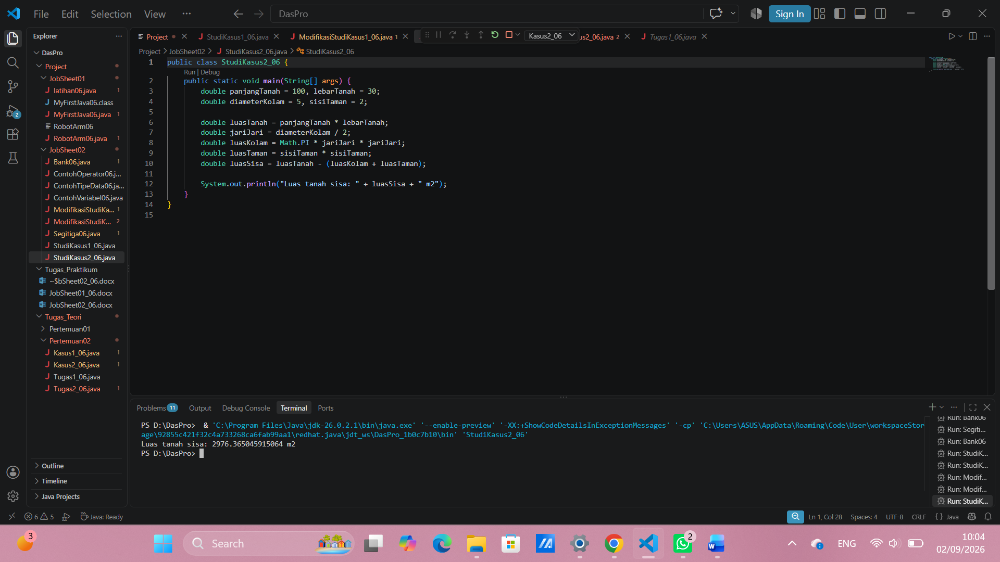 File Edit Selection View ··· DasPro Sign In
Explorer ···
DasPro
Project
JobSheet01
latihan06.java 1
MyFirstJava06.class
MyFirstJava06.java 1
RobotArm06
RobotArm06.java 1
JobSheet02
Bank06.java 1
ContohOperator06.j...
ContohTipeData06.ja...
ContohVariabel06.java
ModifikasiStudiKa... 1
ModifikasiStudiK... 2
Segitiga06.java 1
StudiKasus1_06.java
StudiKasus2_06.java
Tugas_Praktikum
~$bSheet02_06.docx
JobSheet01_06.docx
JobSheet02_06.docx
Tugas_Teori
Pertemuan01
Pertemuan02
Kasus1_06.java 1
Kasus2_06.java 1
Tugas1_06.java
Tugas2_06.java 1
Outline
Timeline
Java Projects
2
Project StudiKasus1_06.java ModifikasiStudiKasus1_06.java 1 Kasus2_06 us2_06.java 2 Tugas1_06.java
Project > JobSheet02 > StudiKasus2_06.java > StudiKasus2_06
1 public class StudiKasus2_06 {
Run | Debug
2 public static void main(String[] args) {
3 double panjangTanah = 100, lebarTanah = 30;
4 double diameterKolam = 5, sisiTaman = 2;
5
6 double luasTanah = panjangTanah * lebarTanah;
7 double jariJari = diameterKolam / 2;
8 double luasKolam = Math.PI * jariJari * jariJari;
9 double luasTaman = sisiTaman * sisiTaman;
10 double luasSisa = luasTanah - (luasKolam + luasTaman);
11
12 System.out.println("Luas tanah sisa: " + luasSisa + " m2");
13 }
14 }
15
Problems 11 Output Debug Console Terminal Ports
PS D:\DasPro> & 'C:\Program Files\Java\jdk-26.0.2.1\bin\java.exe' '--enable-preview' '-XX:+ShowCodeDetailsInExceptionMessages' '-cp' 'C:\Users\ASUS\AppData\Roaming\Code\User\workspaceStor
age\92855c421f32c4a733268ca6fab99aa1\redhat.java\jdt_ws\DasPro_1b0c7b10\bin' 'StudiKasus2_06'
Luas tanah sisa: 2976.365045915064 m2
PS D:\DasPro>
Run: Bank06
Run: Segiti...
Run: Bank06
Run: StudiK...
Run: StudiK...
Run: Modif...
Run: Modif...
Run: StudiK...
6 5 Java: Ready Ln 1, Col 28 Spaces: 4 UTF-8 CRLF {} Java
3 Search 2 ENG 10:04
02/09/2026